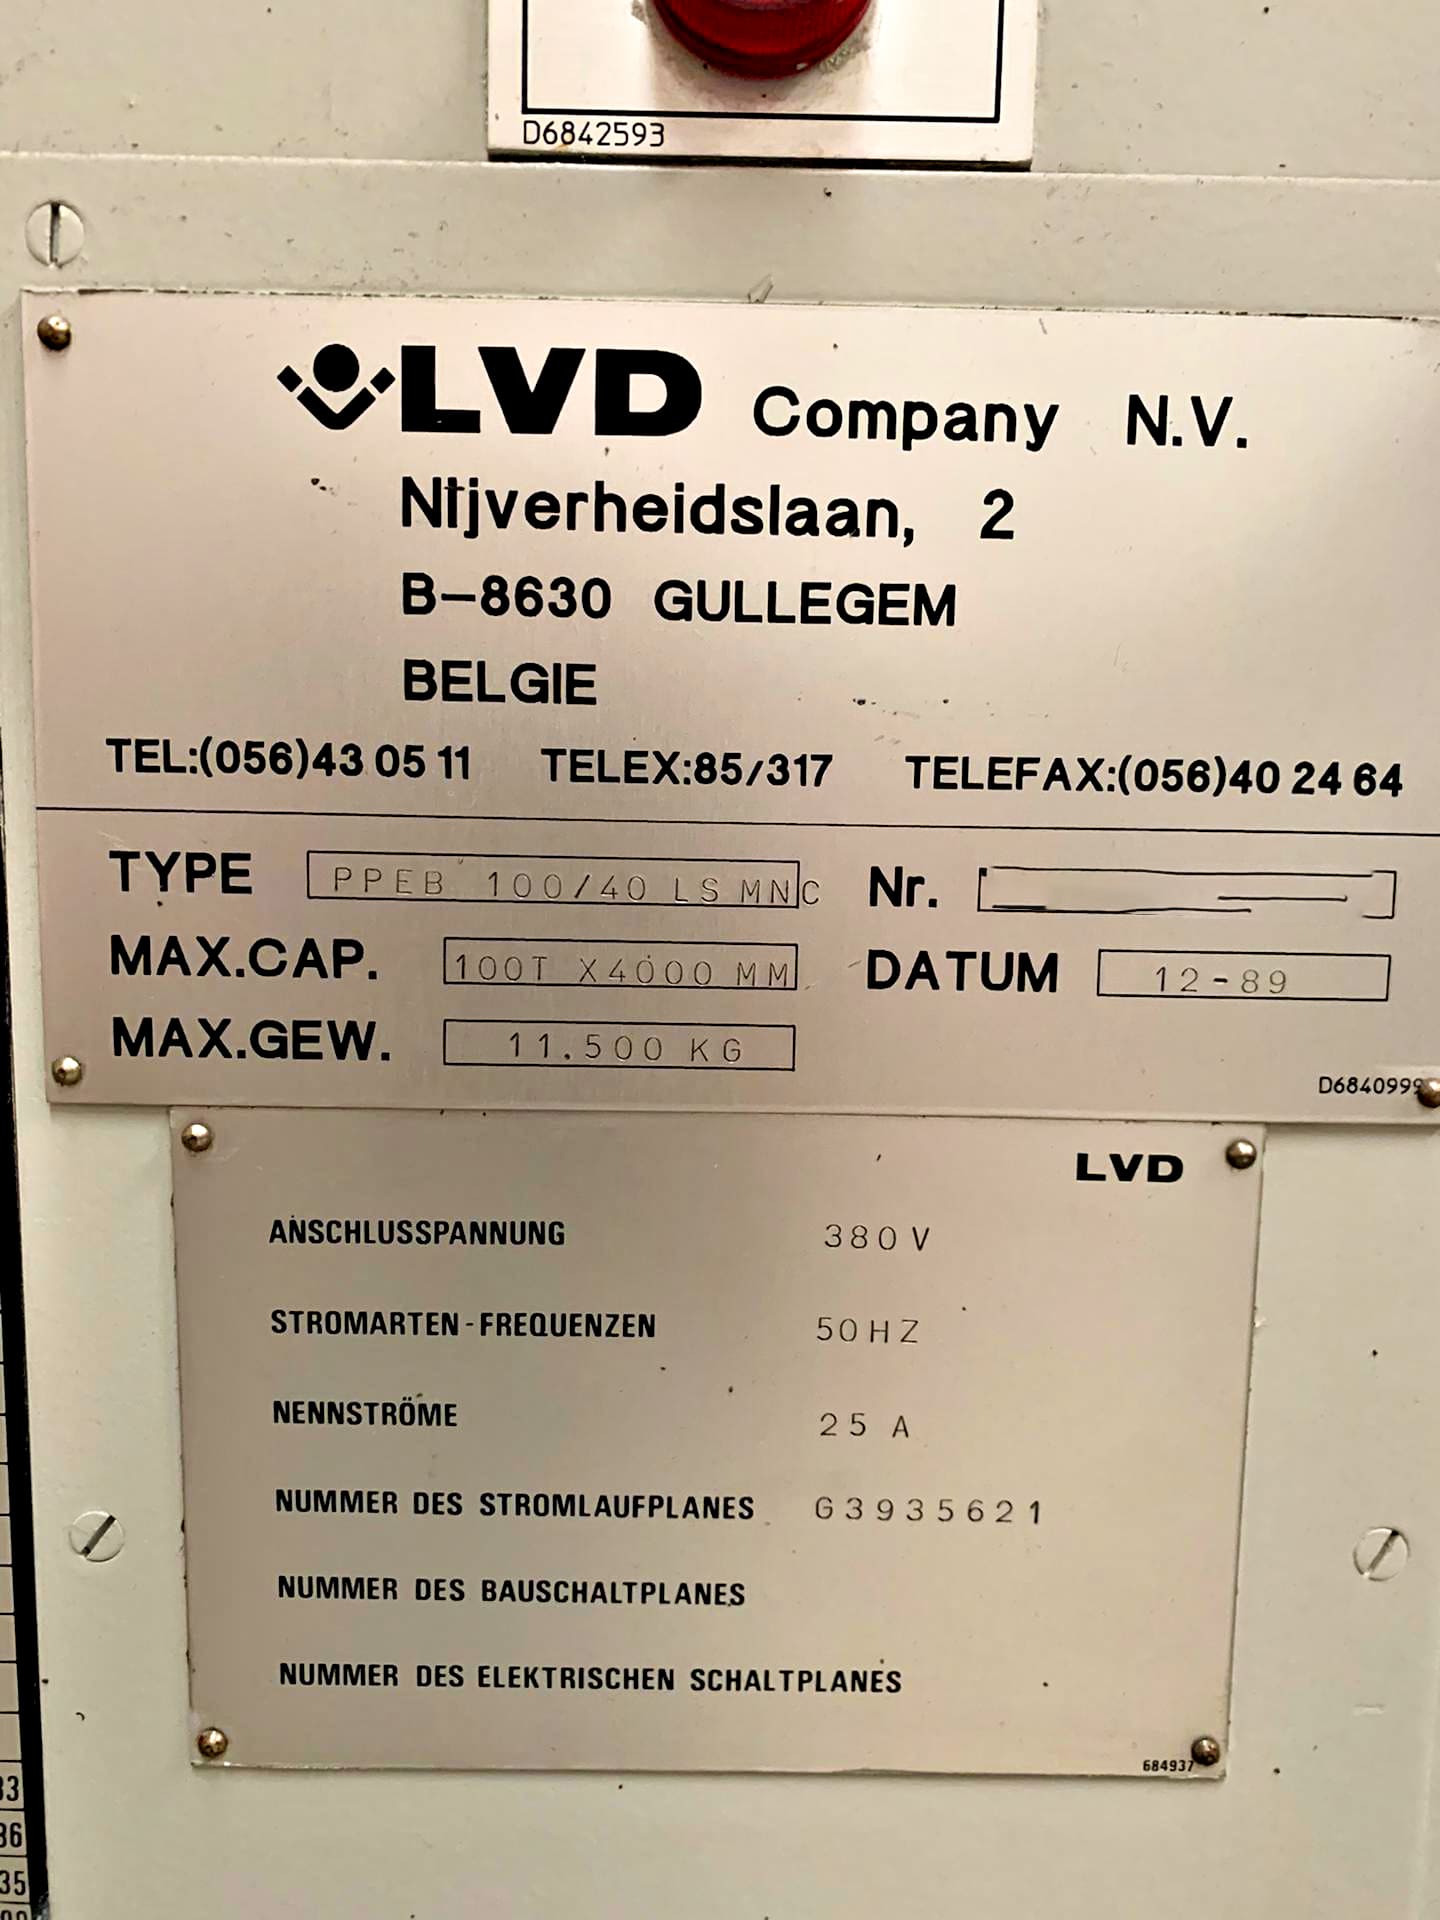 D6842593
LVD Company N.V.
Nijverheidslaan, 2
B-8630 GULLEGEM
BELGIE
TEL:(056)43 05 11 TELEX:85/317 TELEFAX:(056)40 24 64
TYPE PPEB 100/40 LS MNC Nr.
MAX.CAP. 100T X4000 MM DATUM 12-89
MAX.GEW. 11.500 KG
D6840999
LVD
ANSCHLUSSPANNUNG 380 V
STROMARTEN-FREQUENZEN 50 HZ
NENNSTRÖME 25 A
NUMMER DES STROMLAUFPLANES G3935621
NUMMER DES BAUSCHALTPLANES
NUMMER DES ELEKTRISCHEN SCHALTPLANES
684937